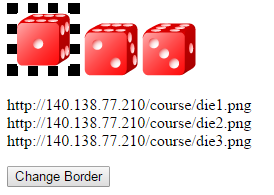 http://140.138.77.210/course/die1.png
http://140.138.77.210/course/die2.png
http://140.138.77.210/course/die3.png
Change Border